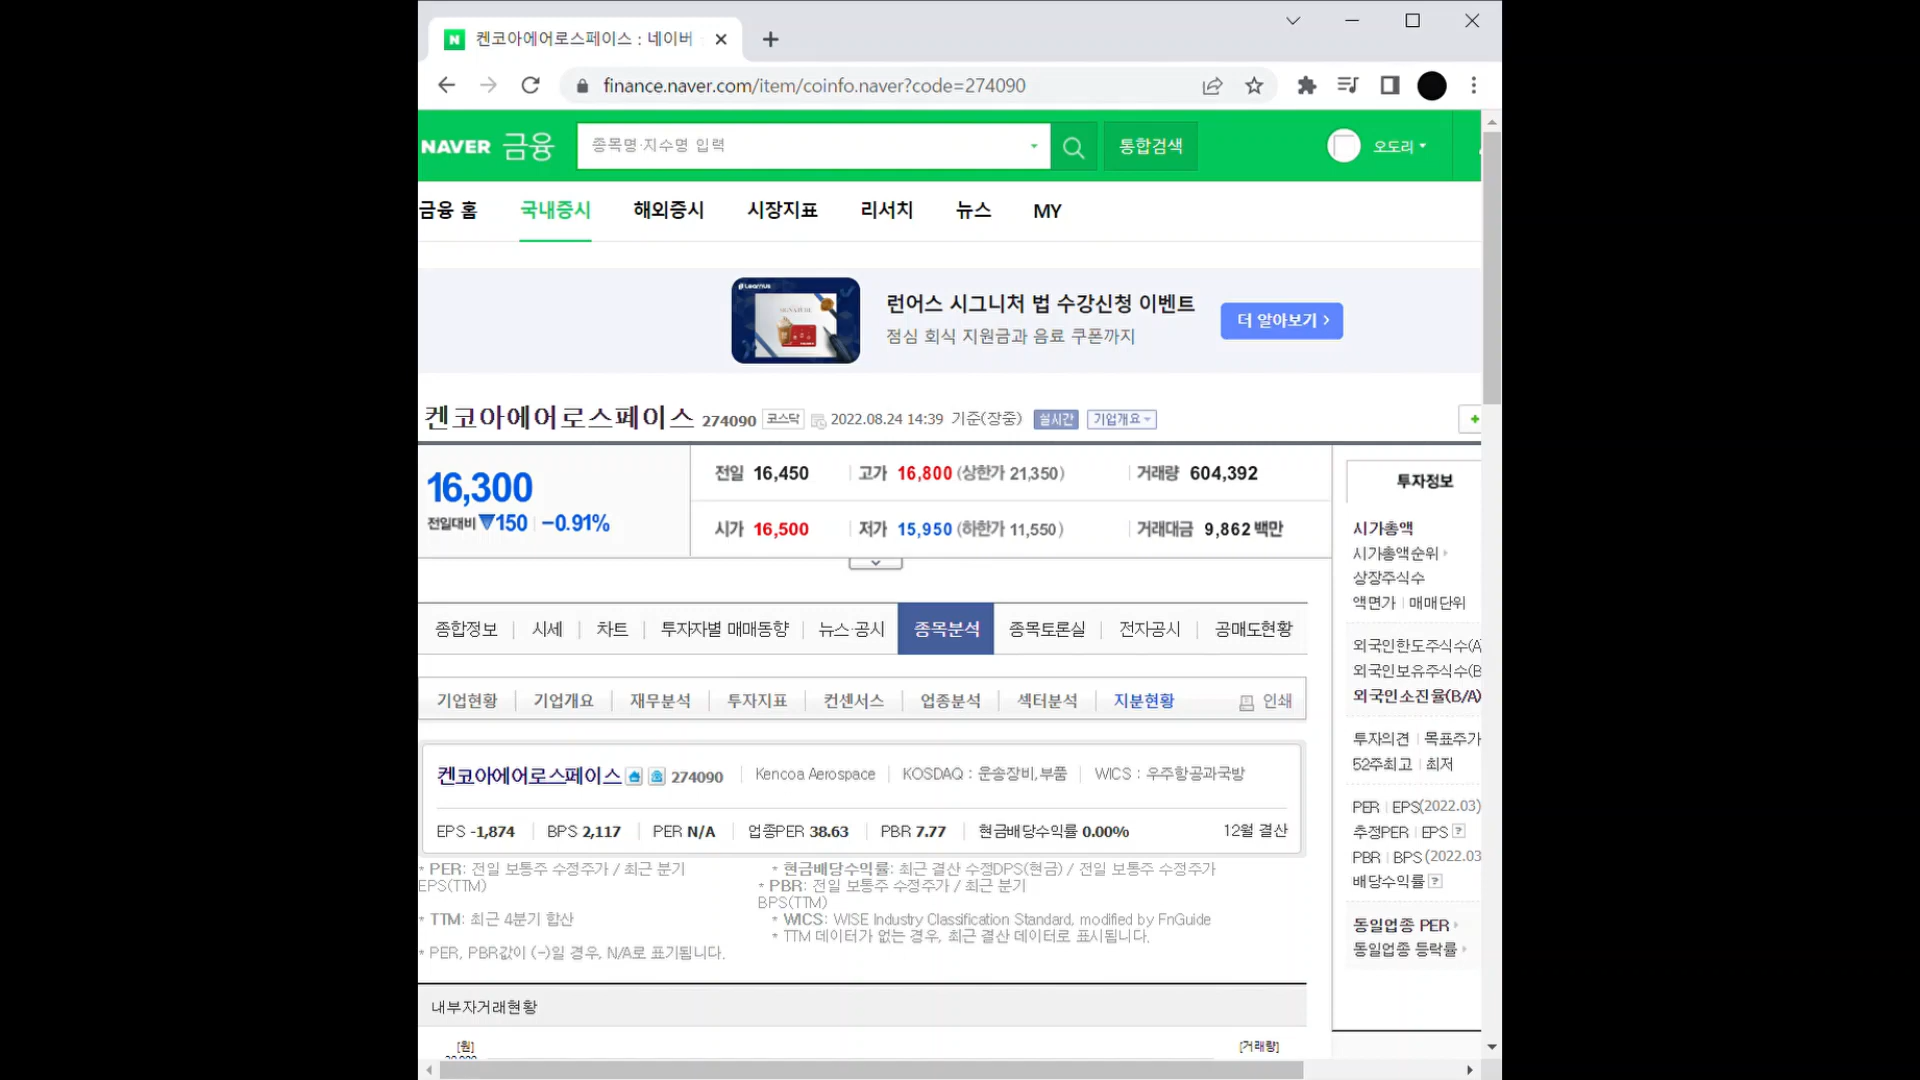 켄코아에어로스페이스 : 네이버
finance.naver.com/item/coinfo.naver?code=274090
NAVER 금융
종목명·지수명 입력
통합검색
오도리
금융 홈 국내증시 해외증시 시장지표 리서치 뉴스 MY
LearnUs
런어스 시그니처 법 수강신청 이벤트
점심 회식 지원금과 음료 쿠폰까지
더 알아보기
켄코아에어로스페이스 274090 코스닥 2022.08.24 14:39 기준(장중) 실시간 기업개요
16,300
전일대비 ▼150 -0.91%
전일 16,450 고가 16,800 (상한가 21,350) 거래량 604,392
시가 16,500 저가 15,950 (하한가 11,550) 거래대금 9,862 백만
투자정보
시가총액
시가총액순위
상장주식수
액면가 | 매매단위
외국인한도주식수(A
외국인보유주식수(B
외국인소진율(B/A)
투자의견 | 목표주가
52주최고 | 최저
PER | EPS(2022.03)
추정PER | EPS ?
PBR | BPS (2022.03
배당수익률 ?
동일업종 PER
동일업종 등락률
종합정보 시세 차트 투자자별 매매동향 뉴스·공시 종목분석 종목토론실 전자공시 공매도현황
기업현황 기업개요 재무분석 투자지표 컨센서스 업종분석 섹터분석 지분현황 인쇄
켄코아에어로스페이스 274090 Kencoa Aerospace KOSDAQ : 운송장비,부품 WICS : 우주항공과국방
EPS -1,874 BPS 2,117 PER N/A 업종PER 38.63 PBR 7.77 현금배당수익률 0.00% 12월 결산
* PER: 전일 보통주 수정주가 / 최근 분기
EPS(TTM)
* 현금배당수익률: 최근 결산 수정DPS(현금) / 전일 보통주 수정주가
* PBR: 전일 보통주 수정주가 / 최근 분기
BPS(TTM)
* TTM: 최근 4분기 합산
* WICS: WISE Industry Classification Standard, modified by FnGuide
* TTM 데이터가 없는 경우, 최근 결산 데이터로 표시됩니다.
* PER, PBR값이 (-)일 경우, N/A로 표기됩니다.
내부자거래현황
[원] [거래량]